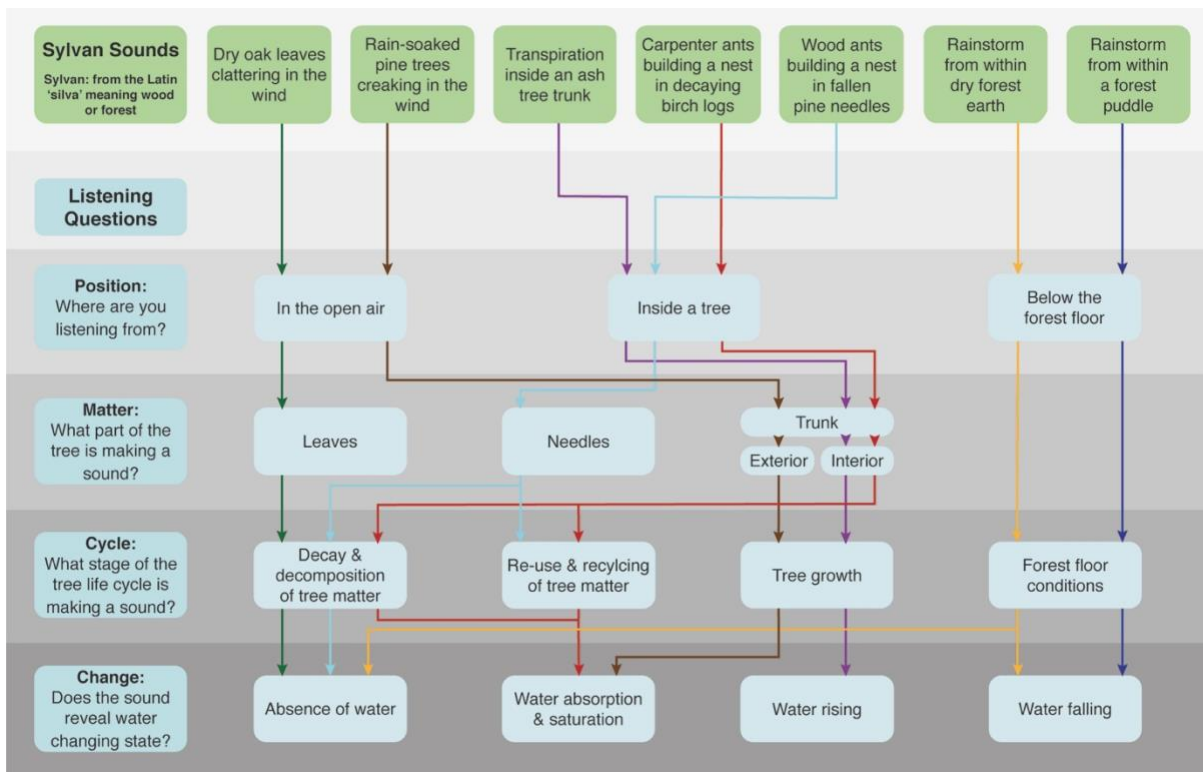 Sylvan Sounds
Sylvan: from the Latin
‘silva’ meaning wood
or forest
Dry oak leaves
clattering in the
wind
Rain-soaked
pine trees
creaking in the
wind
Transpiration
inside an ash
tree trunk
Carpenter ants
building a nest
in decaying
birch logs
Wood ants
building a nest
in fallen
pine needles
Rainstorm
from within
dry forest
earth
Rainstorm
from within
a forest
puddle
Listening
Questions
Position:
Where are you
listening from?
In the open air
Inside a tree
Below the
forest floor
Matter:
What part of the
tree is making a
sound?
Leaves
Needles
Trunk
Exterior
Interior
Cycle:
What stage of the
tree life cycle is
making a sound?
Decay &
decomposition
of tree matter
Re-use & recylcing
of tree matter
Tree growth
Forest floor
conditions
Change:
Does the sound
reveal water
changing state?
Absence of water
Water absorption
& saturation
Water rising
Water falling